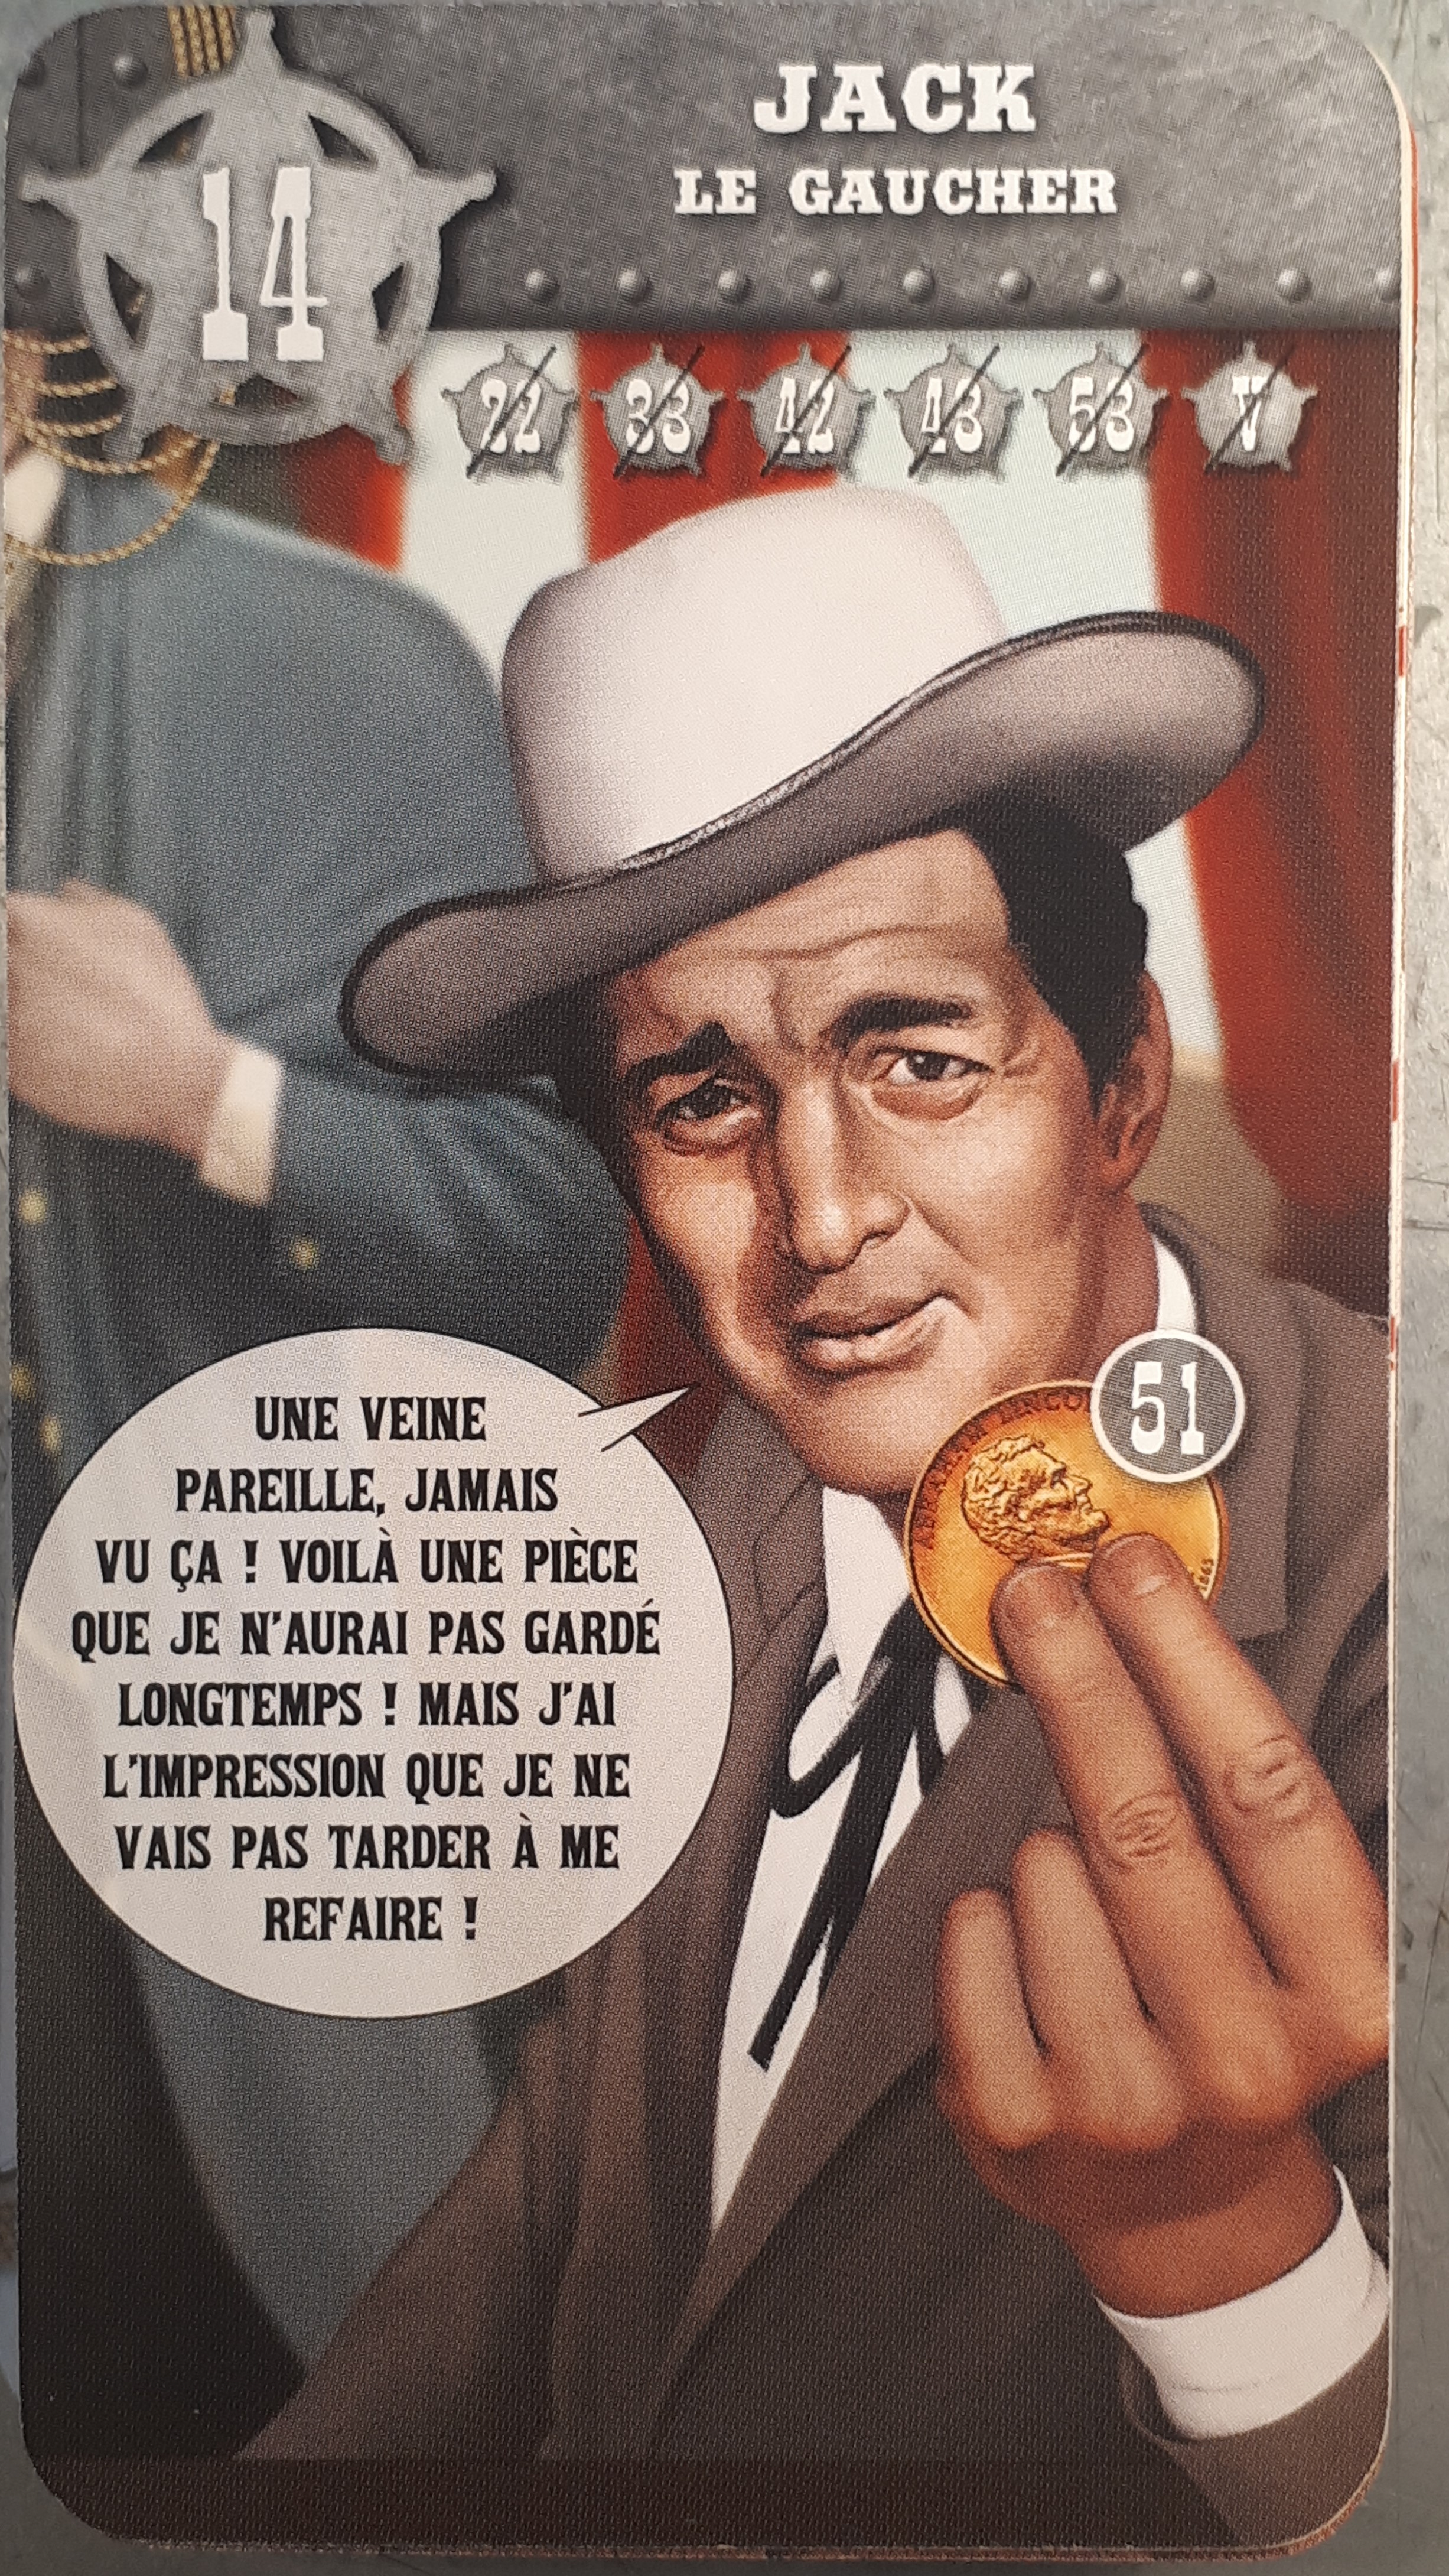 JACK
LE GAUCHER
14
22 33 42 43 53 V
51
UNE VEINE
PAREILLE, JAMAIS
VU ÇA ! VOILÀ UNE PIÈCE
QUE JE N'AURAI PAS GARDÉ
LONGTEMPS ! MAIS J'AI
L'IMPRESSION QUE JE NE
VAIS PAS TARDER À ME
REFAIRE !